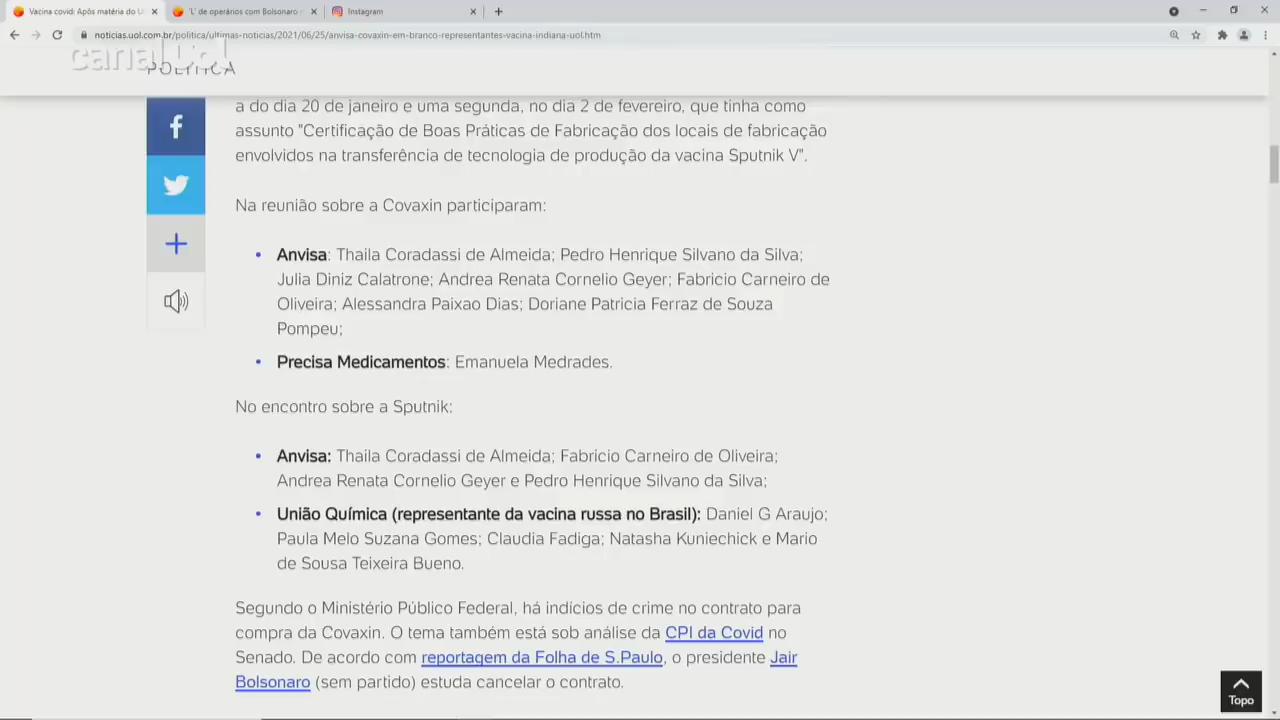 Vacina covid: Após matéria do U
'L' de operários com Bolsonaro
Instagram
noticias.uol.com.br/politica/ultimas-noticias/2021/06/25/anvisa-covaxin-em-branco-representantes-vacina-indiana-uol.htm
canal uol
POLÍTICA
a do dia 20 de janeiro e uma segunda, no dia 2 de fevereiro, que tinha como
assunto "Certificação de Boas Práticas de Fabricação dos locais de fabricação
envolvidos na transferência de tecnologia de produção da vacina Sputnik V".
Na reunião sobre a Covaxin participaram:
• Anvisa: Thaila Coradassi de Almeida; Pedro Henrique Silvano da Silva;
Julia Diniz Calatrone; Andrea Renata Cornelio Geyer; Fabricio Carneiro de
Oliveira; Alessandra Paixao Dias; Doriane Patricia Ferraz de Souza
Pompeu;
• Precisa Medicamentos: Emanuela Medrades.
No encontro sobre a Sputnik:
• Anvisa: Thaila Coradassi de Almeida; Fabricio Carneiro de Oliveira;
Andrea Renata Cornelio Geyer e Pedro Henrique Silvano da Silva;
• União Química (representante da vacina russa no Brasil): Daniel G Araujo;
Paula Melo Suzana Gomes; Claudia Fadiga; Natasha Kuniechick e Mario
de Sousa Teixeira Bueno.
Segundo o Ministério Público Federal, há indícios de crime no contrato para
compra da Covaxin. O tema também está sob análise da CPI da Covid no
Senado. De acordo com reportagem da Folha de S.Paulo, o presidente Jair
Bolsonaro (sem partido) estuda cancelar o contrato.
Topo